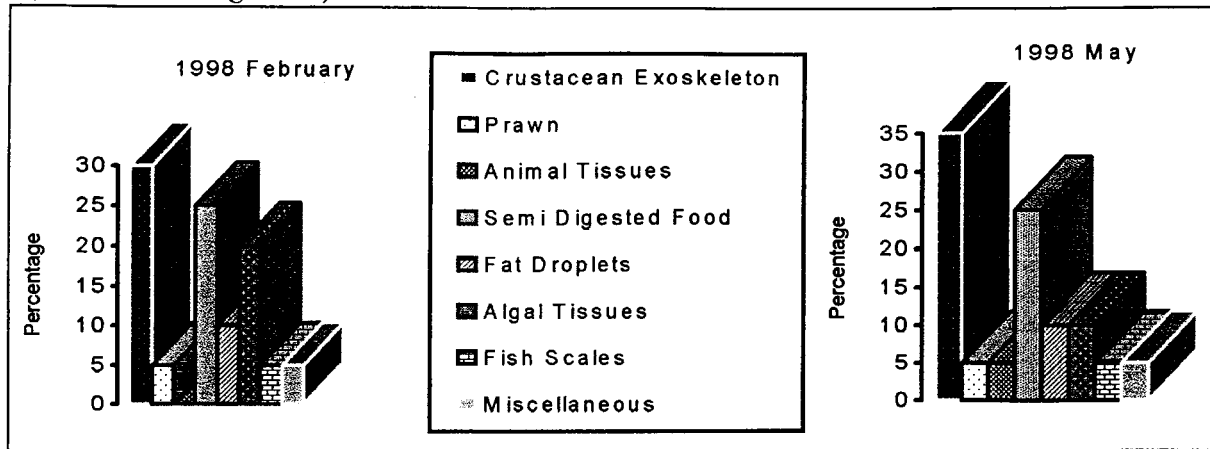 1998 February
30
25
20
15
10
5
0
Percentage
Crustacean Exoskeleton
Prawn
Animal Tissues
Semi Digested Food
Fat Droplets
Algal Tissues
Fish Scales
Miscellaneous
1998 May
35
30
25
20
15
10
5
0
Percentage